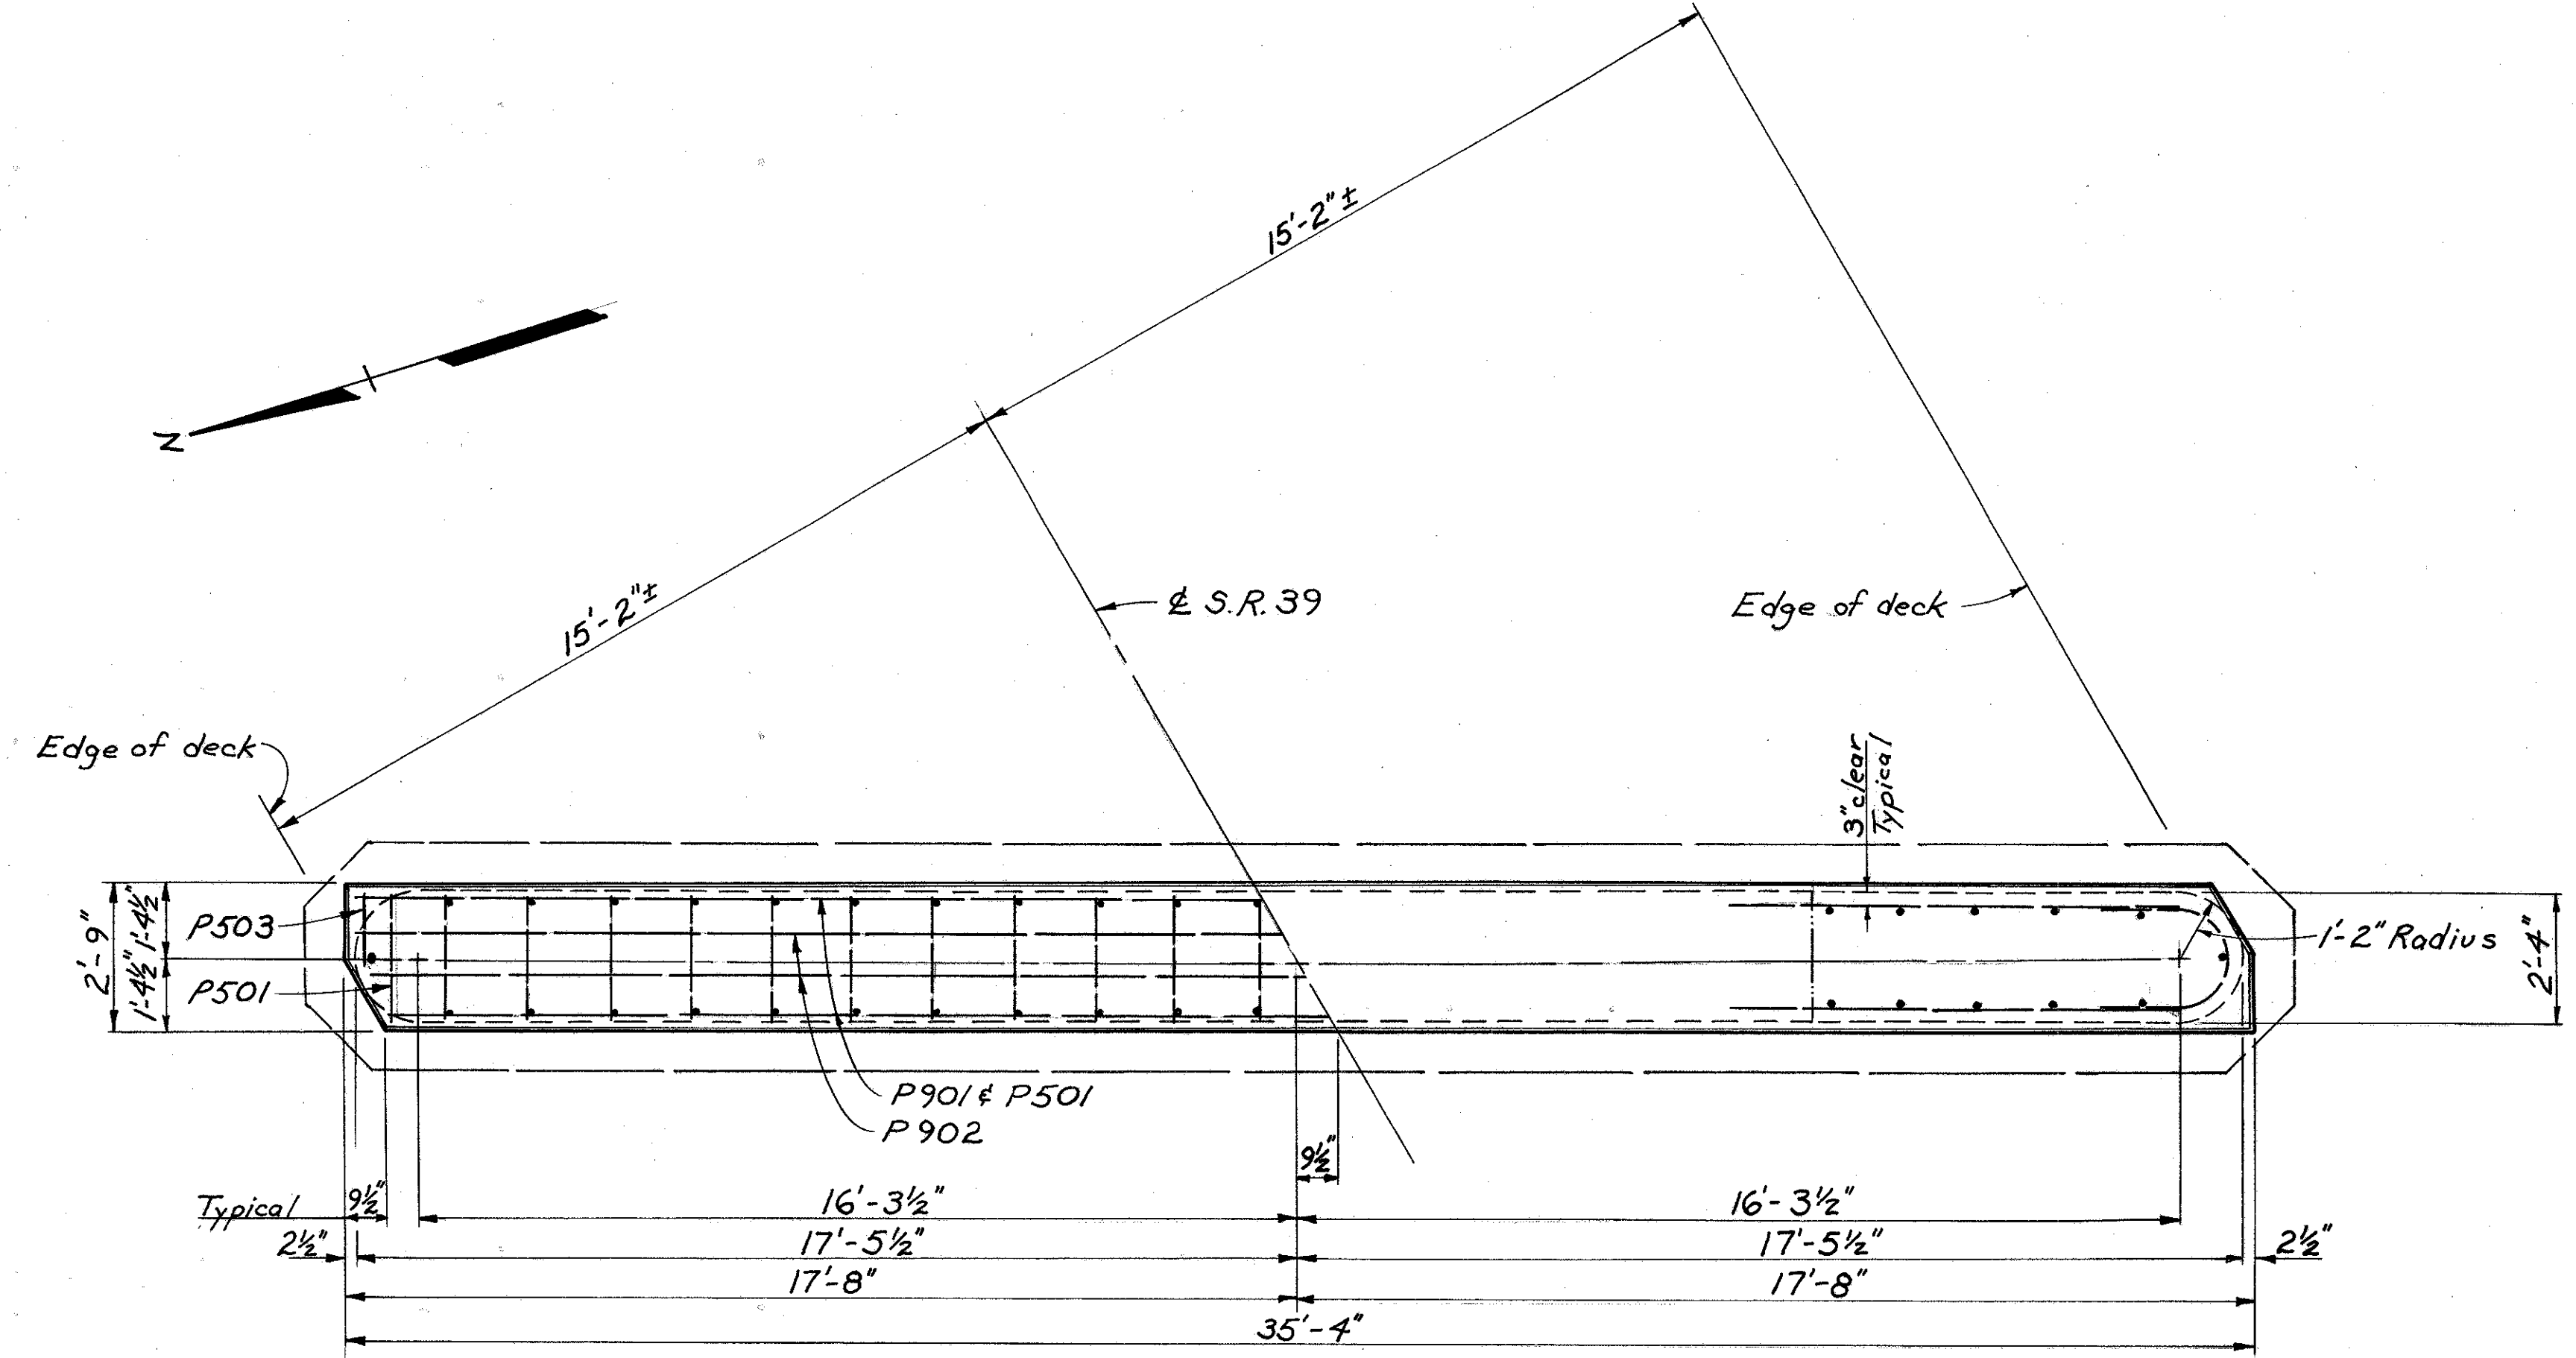 15'-2"±
N
15'-2"±
℄ S.R. 39
Edge of deck
Edge of deck
3" clear
Typical
2'-9"
1'-4½"
1'-4½"
P503
P501
1'-2" Radius
2'-4"
P901 & P501
P902
9½"
Typical
9½"
16'-3½"
16'-3½"
2½"
17'-5½"
17'-5½"
2½"
17'-8"
17'-8"
35'-4"